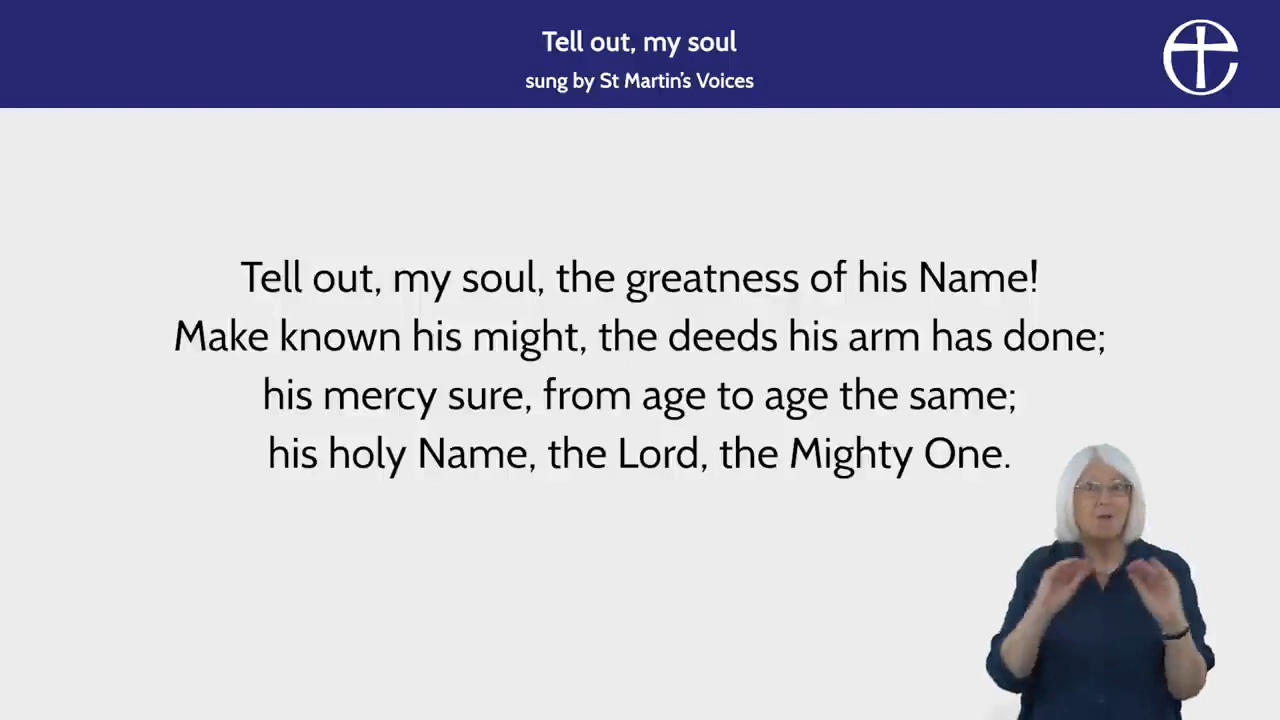 Tell out, my soul
sung by St Martin's Voices
Tell out, my soul, the greatness of his Name!
Make known his might, the deeds his arm has done;
his mercy sure, from age to age the same;
his holy Name, the Lord, the Mighty One.